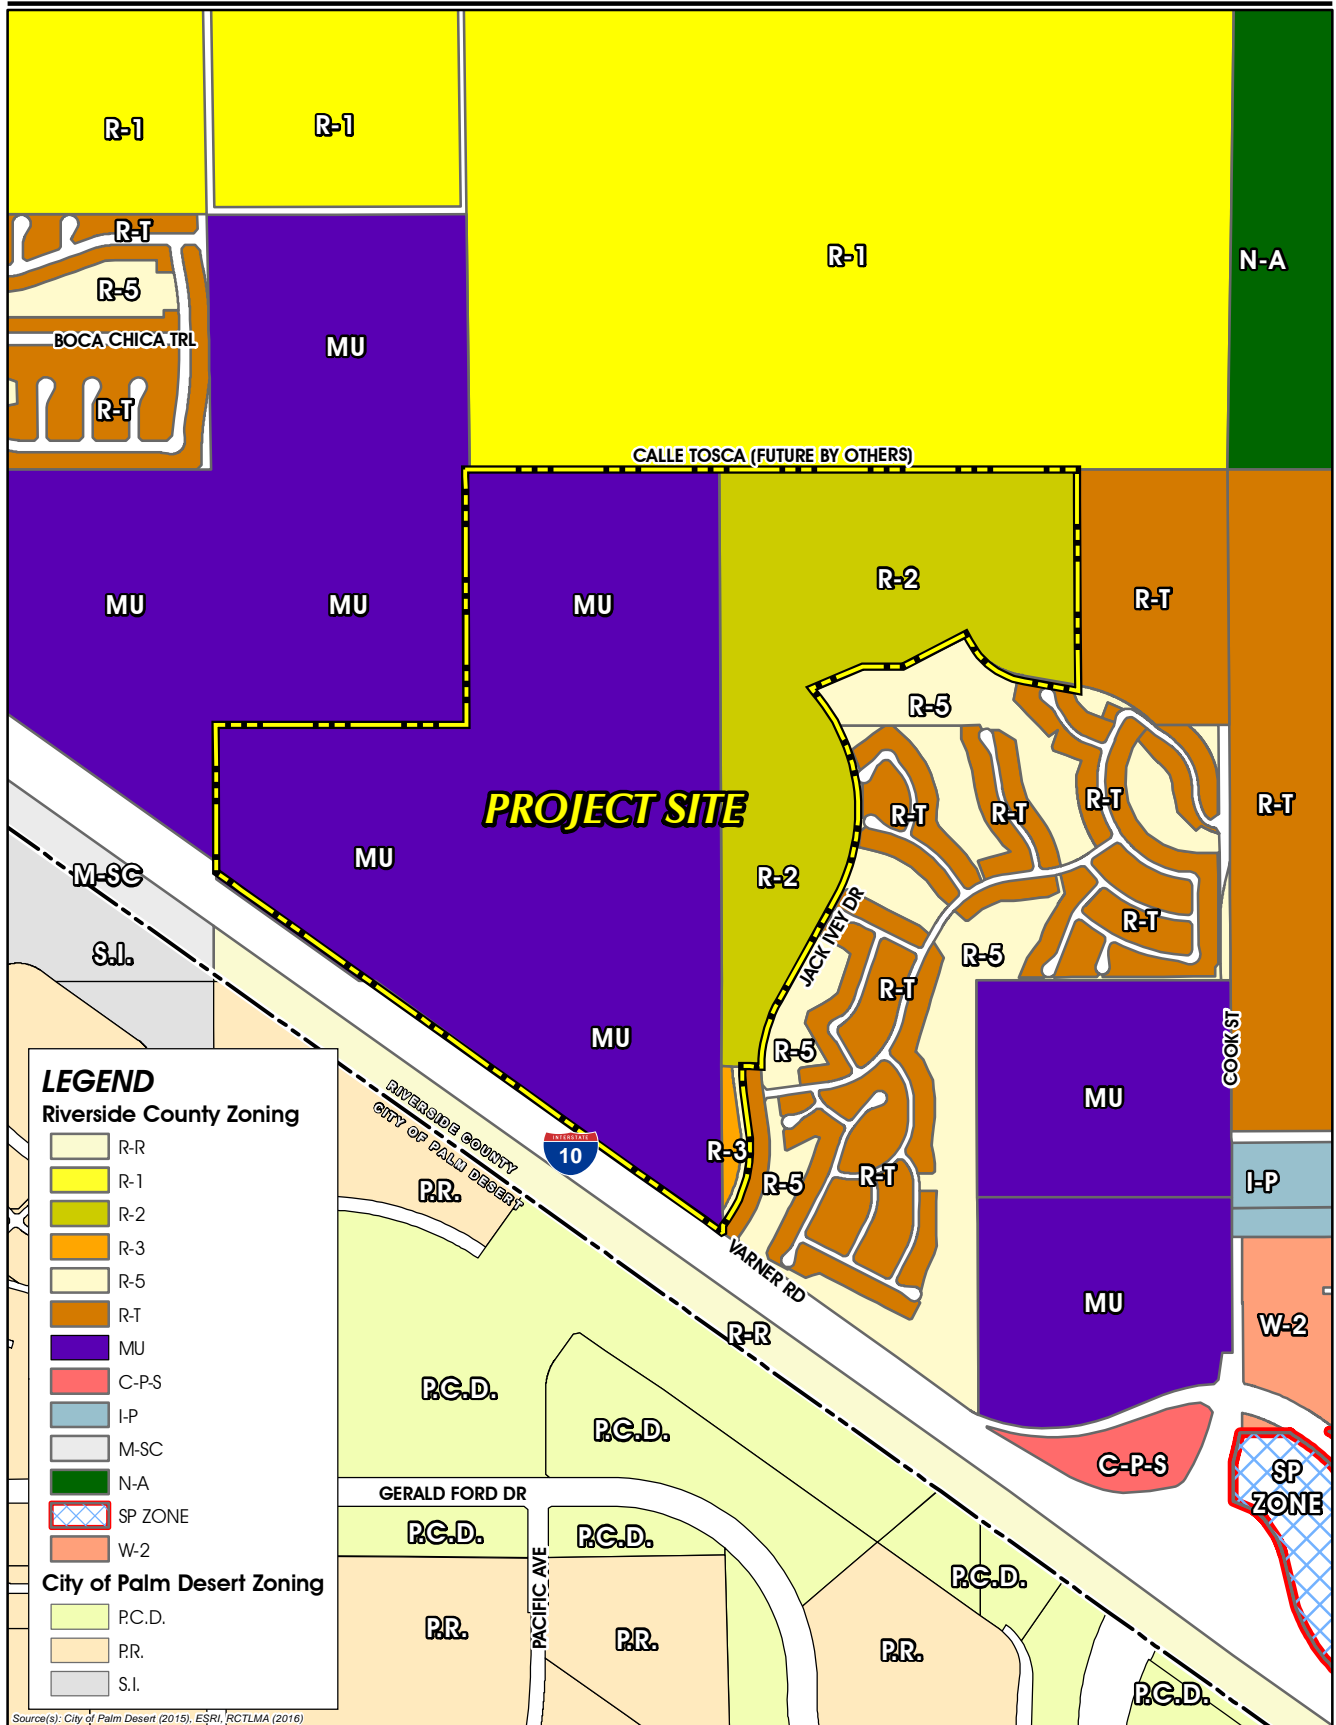 R-1
R-1
R-T
R-1
N-A
R-5
BOCA CHICA TRL
MU
R-T
CALLE TOSCA (FUTURE BY OTHERS)
MU
MU
MU
R-2
R-T
R-5
PROJECT SITE
R-T
R-T
R-T
R-T
MU
M-SC
R-2
JACK IVEY DR
R-T
S.I.
R-5
R-T
MU
R-5
COOK ST
MU
RIVERSIDE COUNTY
CITY OF PALM DESERT
INTERSTATE
10
R-3
R-5
R-T
I-P
P.R.
VARNER RD
MU
W-2
R-R
P.C.D.
P.C.D.
C-P-S
SP
ZONE
GERALD FORD DR
P.C.D.
P.C.D.
PACIFIC AVE
P.C.D.
P.R.
P.R.
P.R.
P.C.D.
LEGEND
Riverside County Zoning
R-R
R-1
R-2
R-3
R-5
R-T
MU
C-P-S
I-P
M-SC
N-A
SP ZONE
W-2
City of Palm Desert Zoning
P.C.D.
P.R.
S.I.
Source(s): City of Palm Desert (2015), ESRI, RCTLMA (2016)